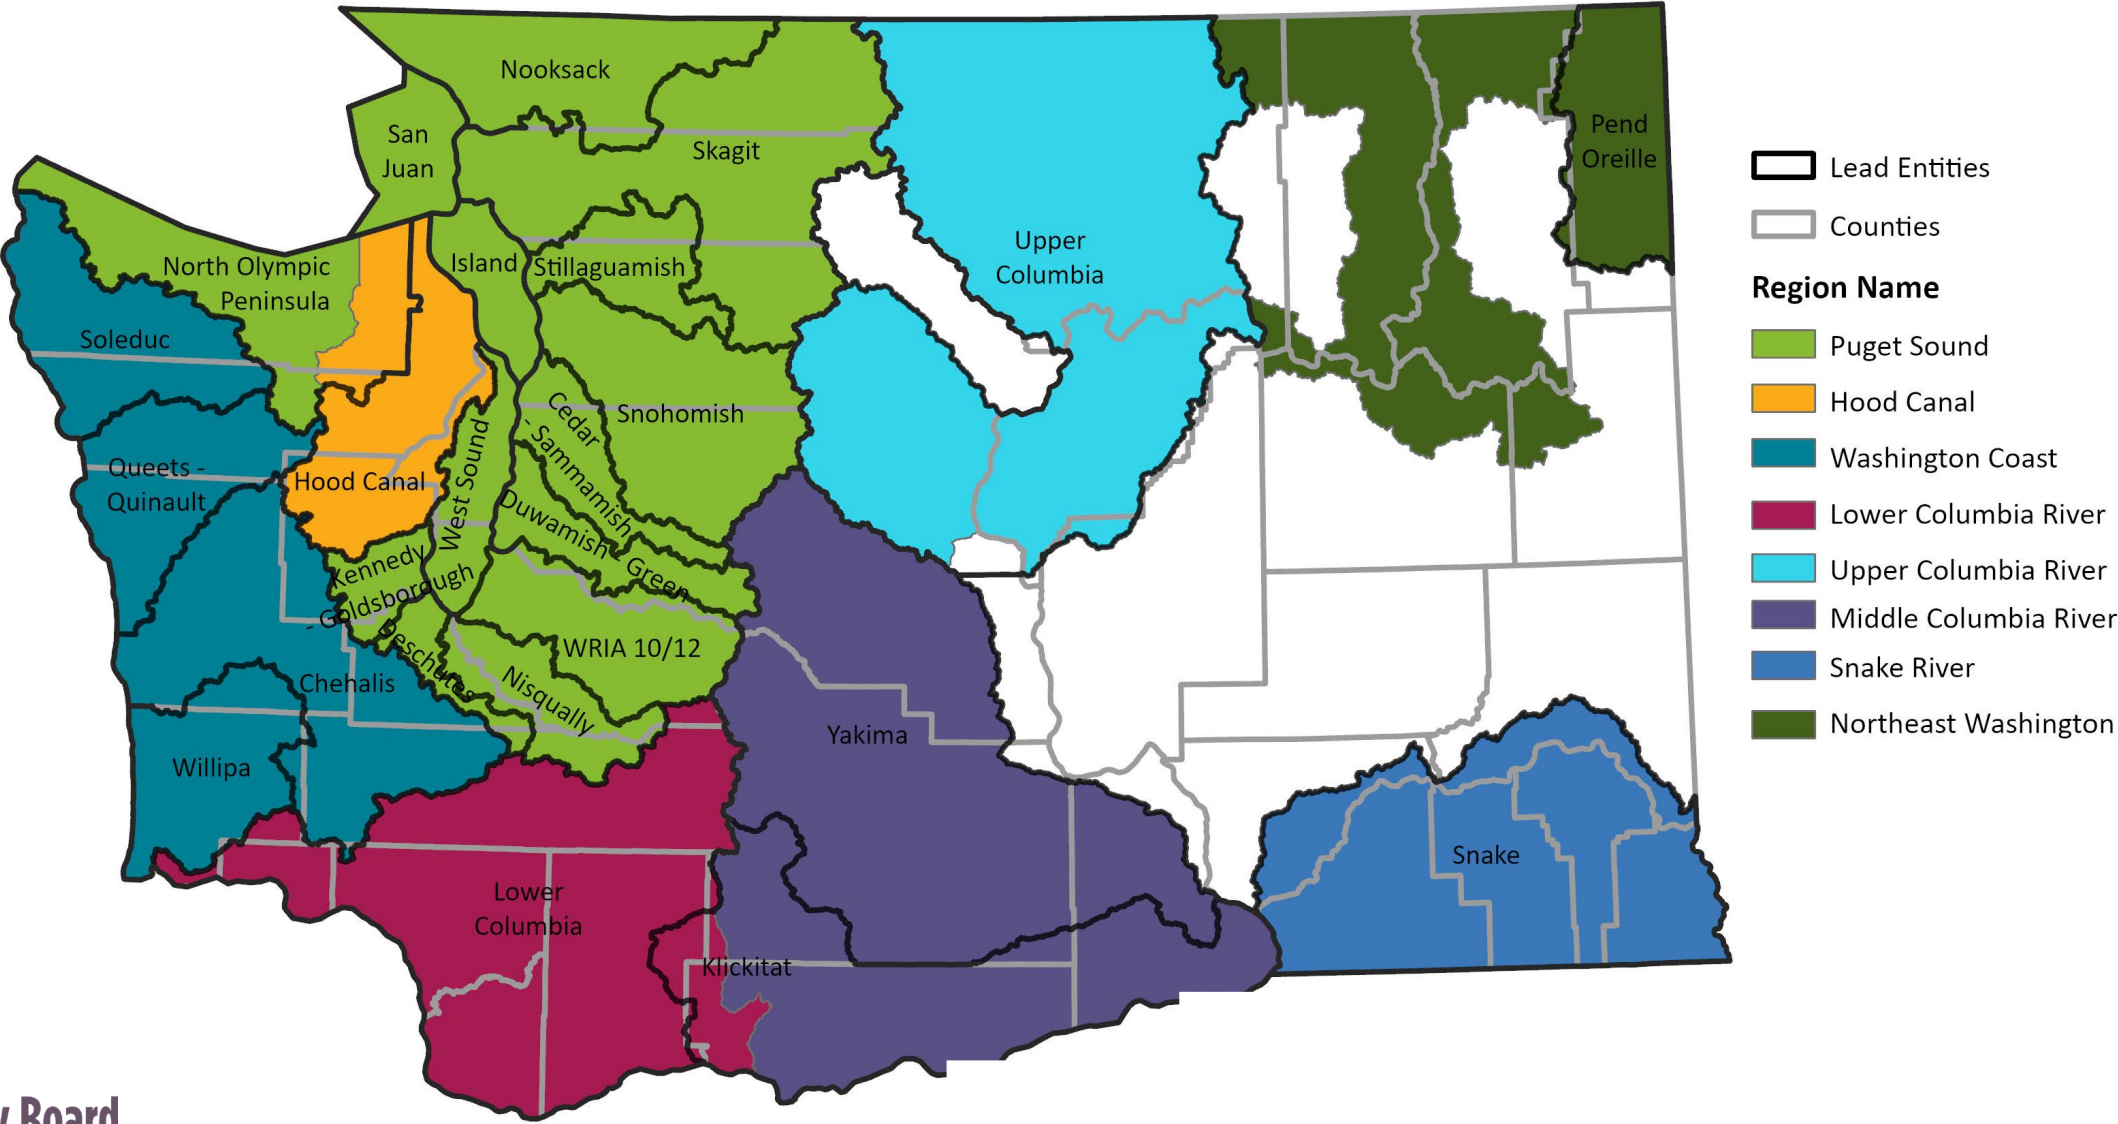 Nooksack
San
Juan
Skagit
Pend
Oreille
Upper
Columbia
North Olympic
Peninsula
Island
Stillaguamish
Soleduc
Cedar
- Sammamish
Snohomish
Queets -
Quinault
Hood Canal
West Sound
Duwamish - Green
Kennedy
- Goldsborough
Deschutes
WRIA 10/12
Nisqually
Chehalis
Willipa
Yakima
Lower
Columbia
Klickitat
Snake
Lead Entities
Counties
Region Name
Puget Sound
Hood Canal
Washington Coast
Lower Columbia River
Upper Columbia River
Middle Columbia River
Snake River
Northeast Washington
Board